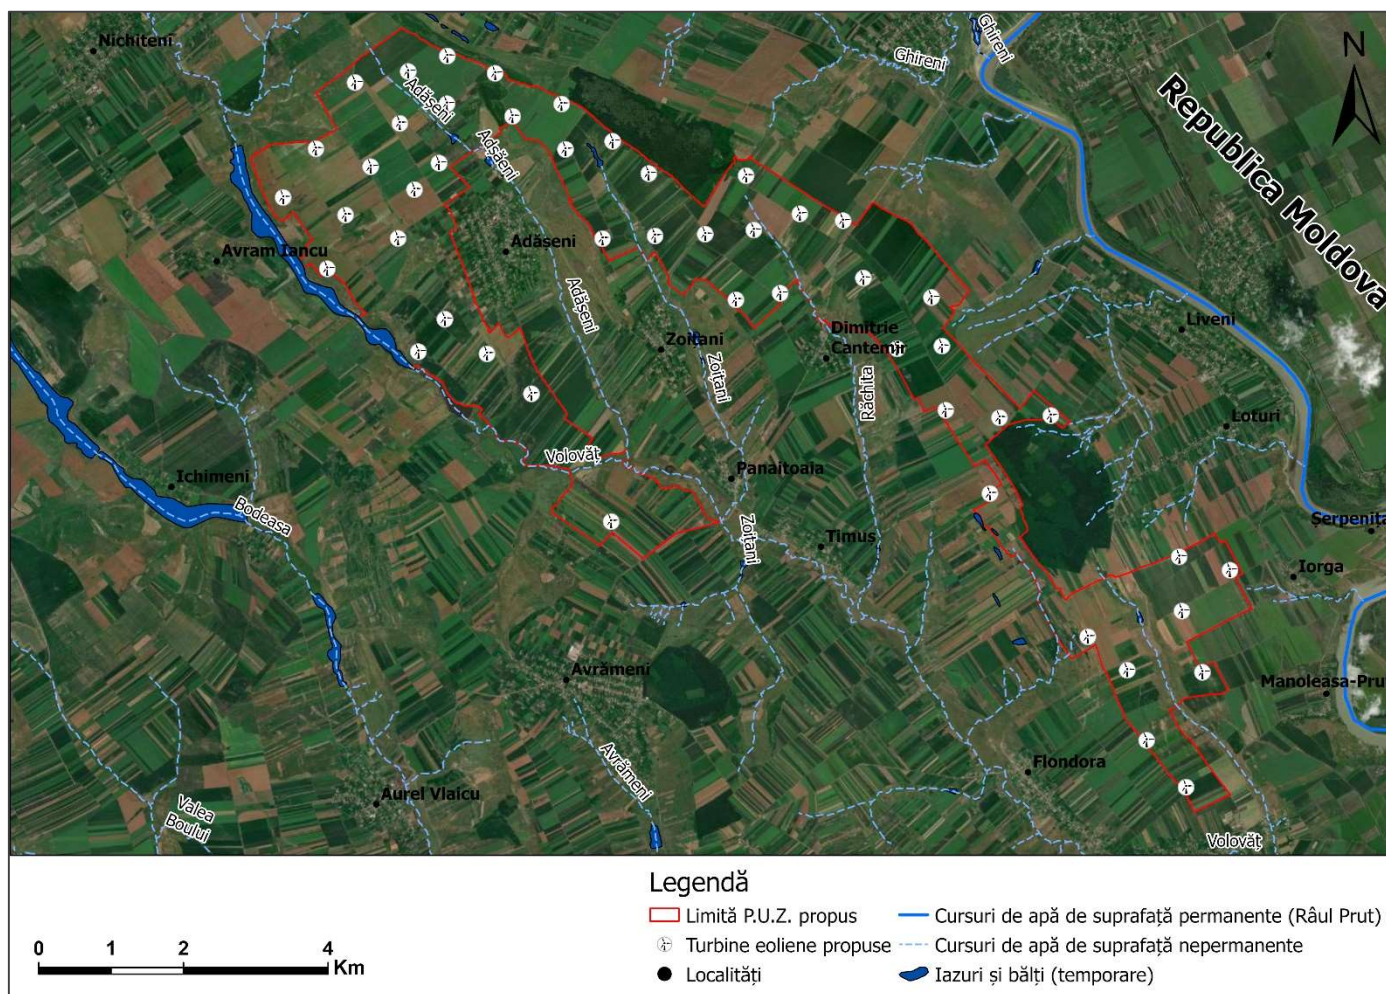 Nichiteni
Ghireni
Ghireni
N
Republica Moldova
Adășeni
Adșăeni
Avram Iancu
Adășeni
Adășeni
Zoițani
Zoițani
Dimitrie
Cantemir
Răchita
Liveni
Loturi
Volovăț
Panaitoaia
Ichimeni
Bodeasa
Zoițani
Timuș
Șerpenița
Iorga
Avrămeni
Manoleasa-Pru
Avrămeni
Flondora
Aurel Vlaicu
Valea
Boului
Volovăț
Legendă
Limită P.U.Z. propus
Cursuri de apă de suprafață permanente (Râul Prut)
Turbine eoliene propuse
Cursuri de apă de suprafață nepermanente
Localități
Iazuri și bălți (temporare)
0 1 2 4
Km